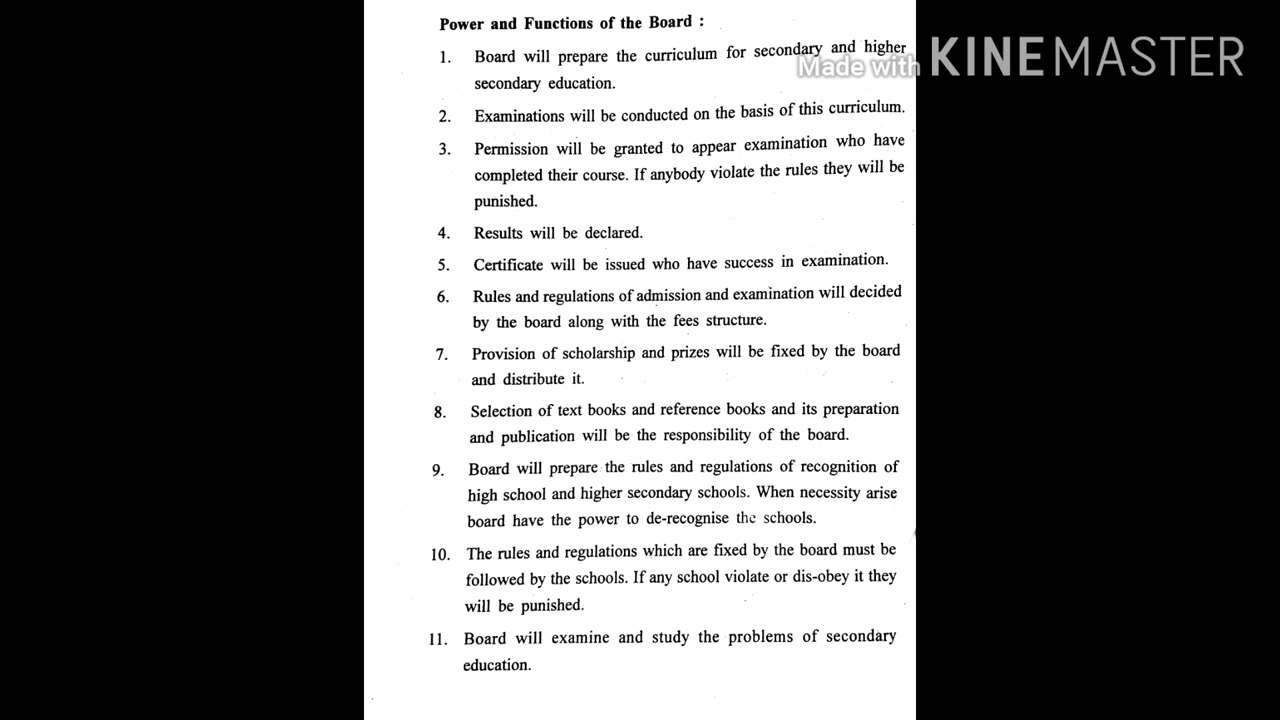 Power and Functions of the Board :
1. Board will prepare the curriculum for secondary and higher
secondary education.
2. Examinations will be conducted on the basis of this curriculum.
3. Permission will be granted to appear examination who have
completed their course. If anybody violate the rules they will be
punished.
4. Results will be declared.
5. Certificate will be issued who have success in examination.
6. Rules and regulations of admission and examination will decided
by the board along with the fees structure.
7. Provision of scholarship and prizes will be fixed by the board
and distribute it.
8. Selection of text books and reference books and its preparation
and publication will be the responsibility of the board.
9. Board will prepare the rules and regulations of recognition of
high school and higher secondary schools. When necessity arise
board have the power to de-recognise the schools.
10. The rules and regulations which are fixed by the board must be
followed by the schools. If any school violate or dis-obey it they
will be punished.
11. Board will examine and study the problems of secondary
education.
Made with KINEMASTER